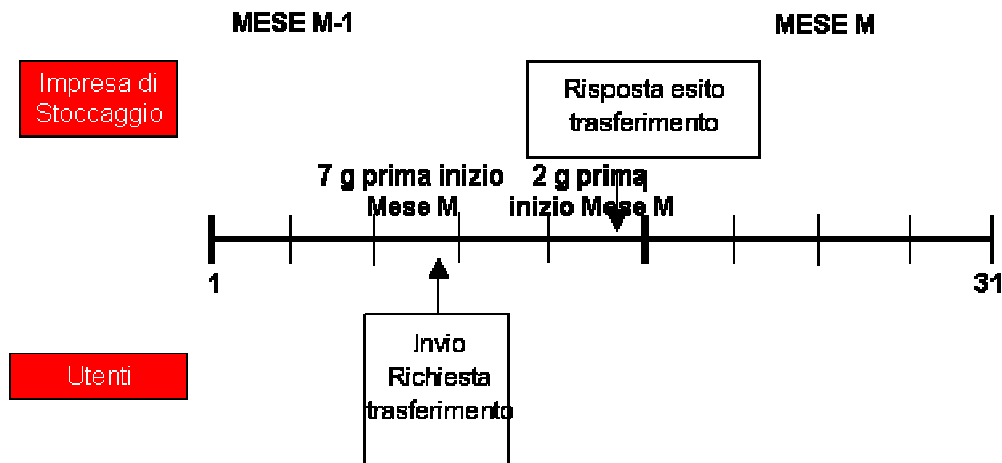 MESE M-1
MESE M
Impresa di
Stoccaggio
Risposta esito
trasferimento
7 g prima inizio
Mese M
2 g prima
inizio Mese M
1
31
Invio
Richiesta
trasferimento
Utenti